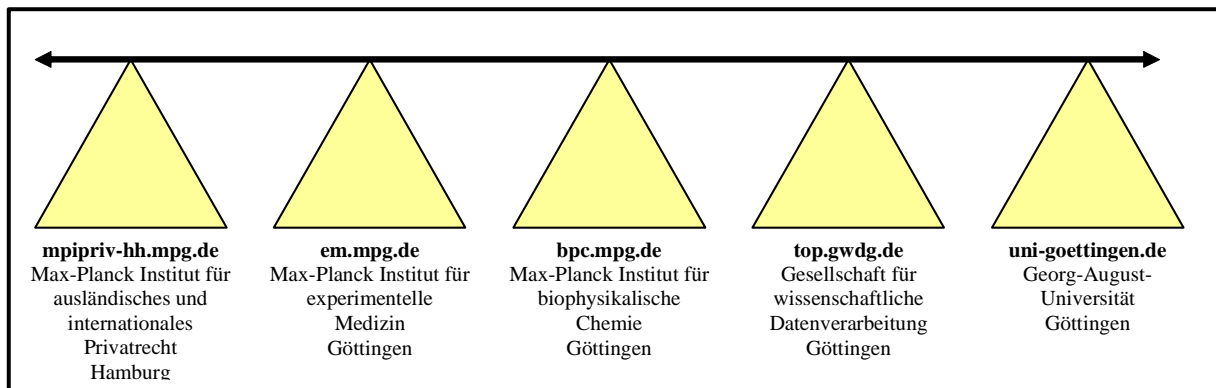 mpipriv-hh.mpg.de
Max-Planck Institut für
ausländisches und
internationales
Privatrecht
Hamburg
em.mpg.de
Max-Planck Institut für
experimentelle
Medizin
Göttingen
bpc.mpg.de
Max-Planck Institut für
biophysikalische
Chemie
Göttingen
top.gwdg.de
Gesellschaft für
wissenschaftliche
Datenverarbeitung
Göttingen
uni-goettingen.de
Georg-August-
Universität
Göttingen